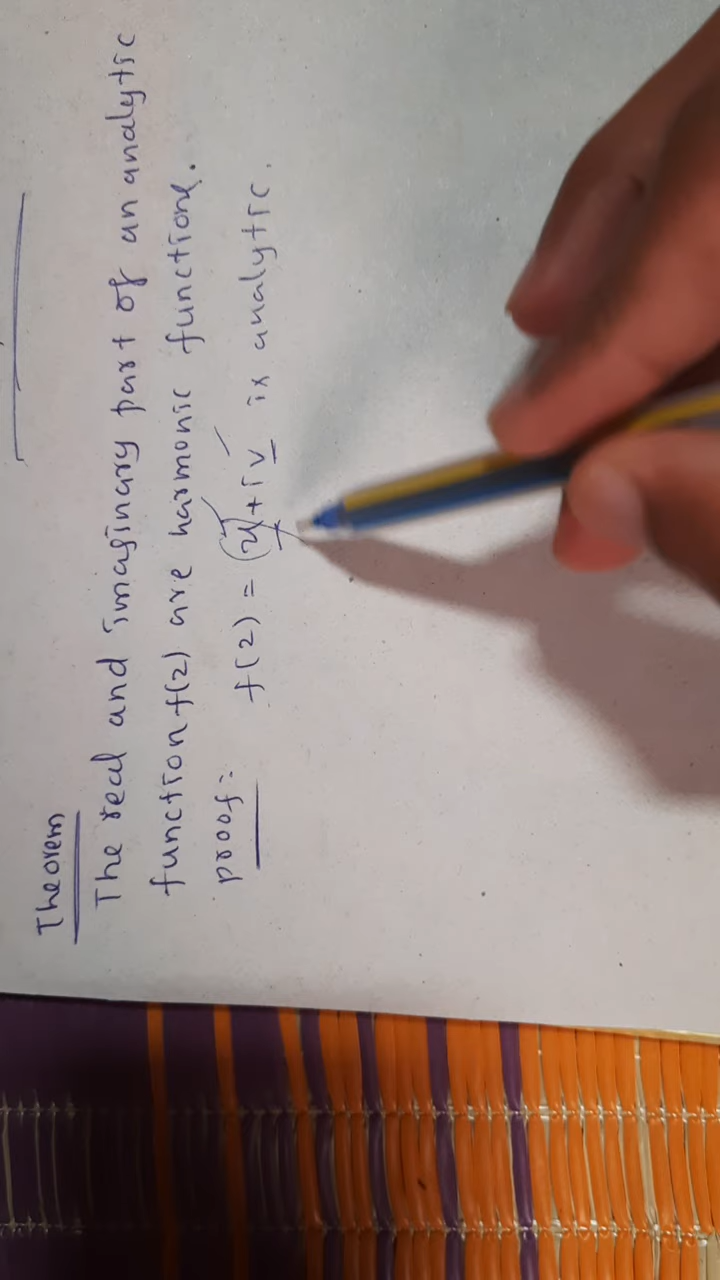 Theorem
The real and imaginary part of an analytic
function f(z) are harmonic functions.
proof:    f(z) = (u) + iv is analytic.